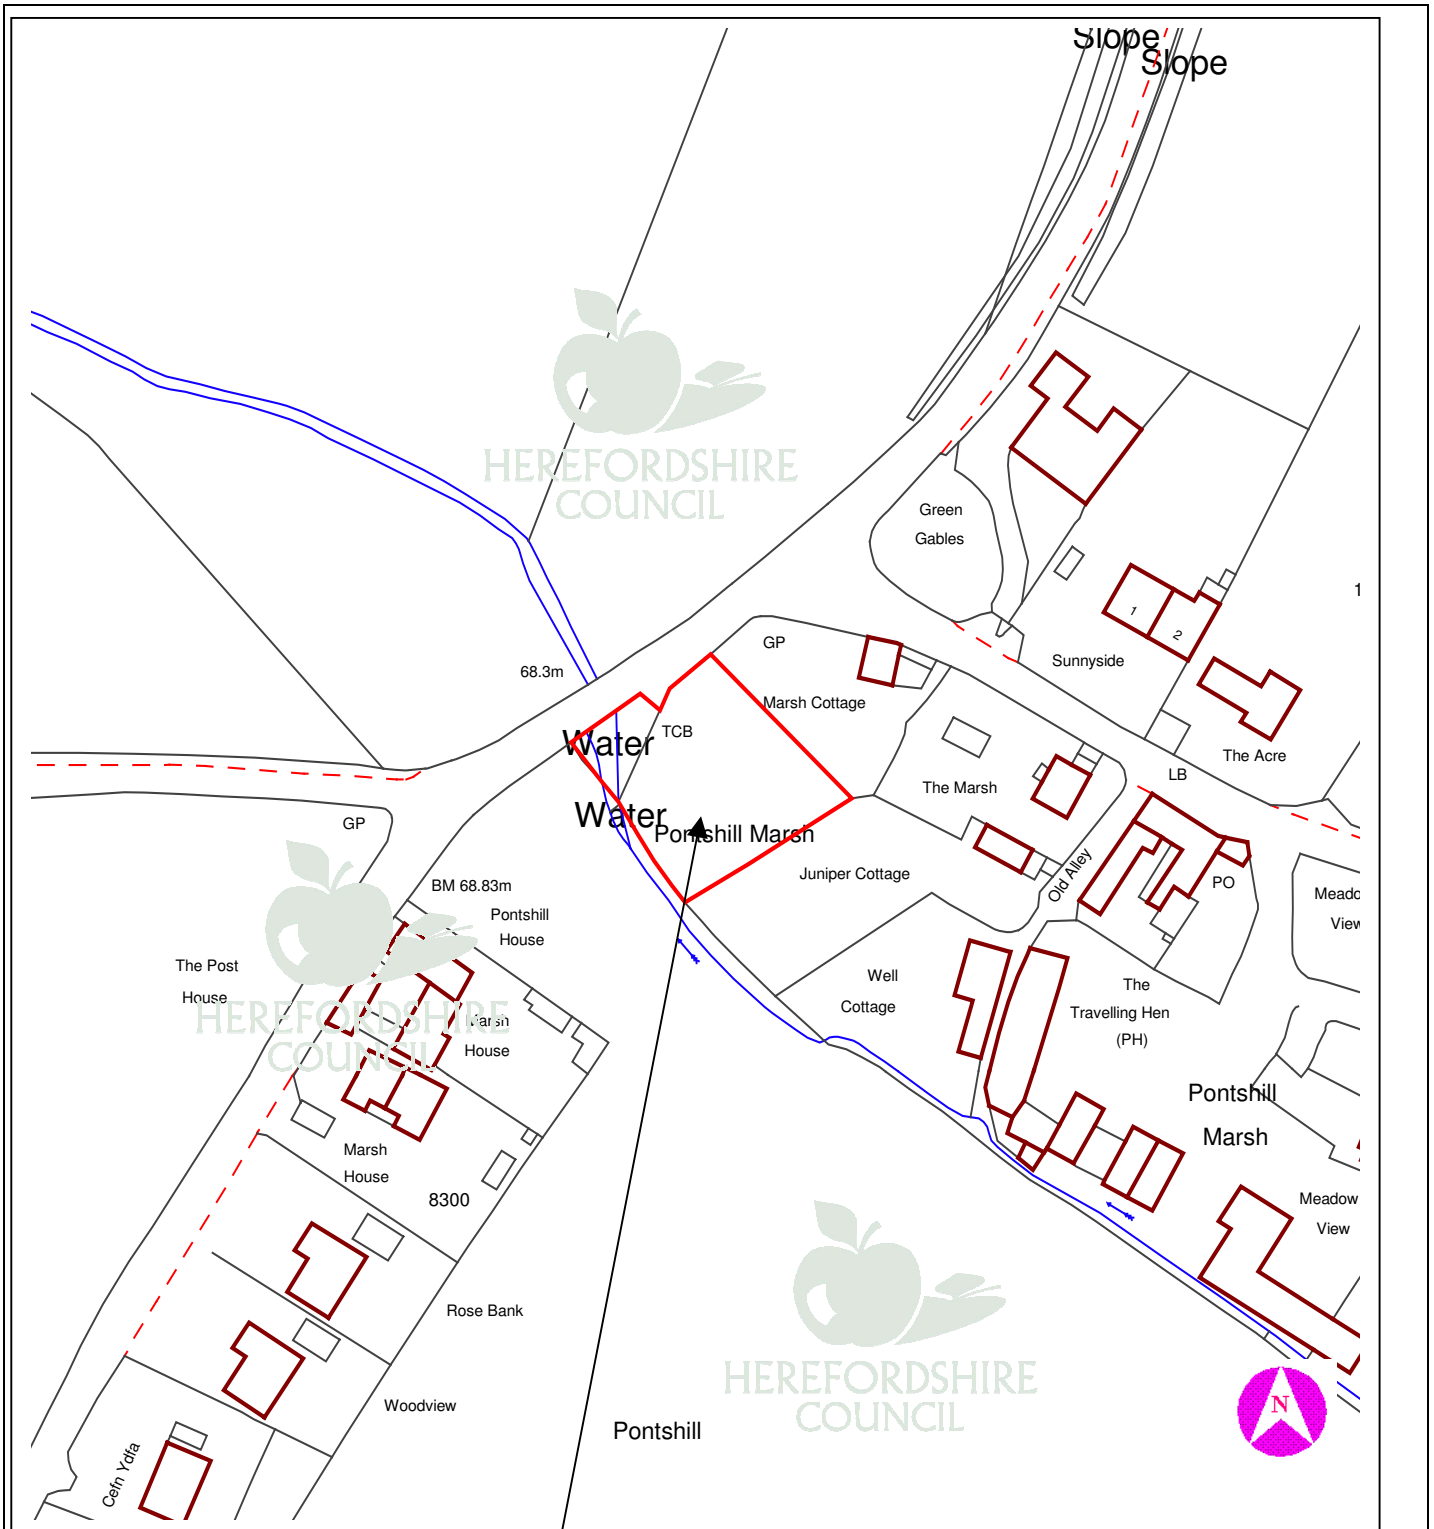 Slope
Slope
HEREFORDSHIRE
COUNCIL
Green
Gables
1
1
2
GP
Sunnyside
68.3m
Marsh Cottage
TCB
Water
The Acre
LB
The Marsh
Water
Pontshill Marsh
GP
Juniper Cottage
Old Alley
PO
BM 68.83m
Meado
View
Pontshill
House
The Post
House
Well
Cottage
The
Travelling Hen
(PH)
Marsh
House
HEREFORDSHIRE
COUNCIL
Pontshill
Marsh
Marsh
House
8300
Meadow
View
Rose Bank
HEREFORDSHIRE
COUNCIL
Woodview
N
Pontshill
Cefn Ydfa